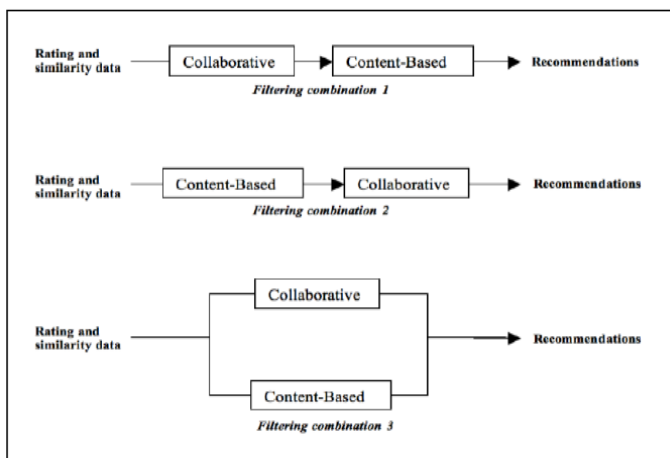 Rating and
similarity data
Collaborative
Content-Based
Recommendations
Filtering combination 1
Rating and
similarity data
Content-Based
Collaborative
Recommendations
Filtering combination 2
Collaborative
Rating and
similarity data
Recommendations
Content-Based
Filtering combination 3